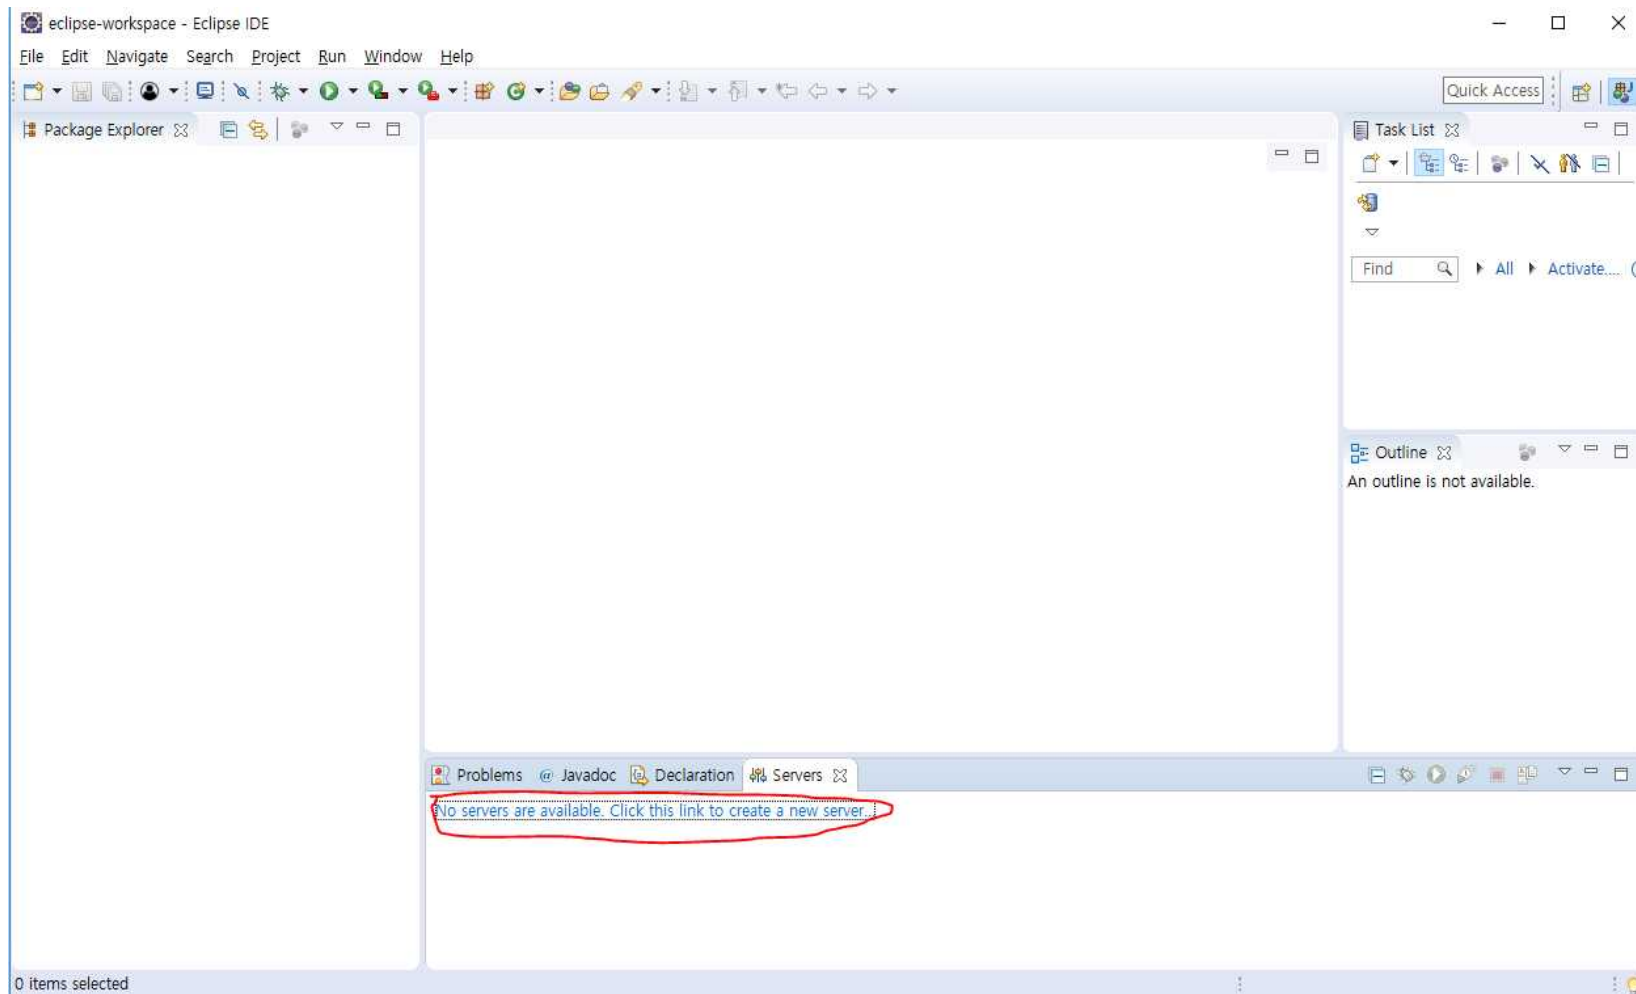 eclipse-workspace - Eclipse IDE
File Edit Navigate Search Project Run Window Help
Quick Access
Package Explorer
Task List
Find All Activate...
Outline
An outline is not available.
Problems @ Javadoc Declaration Servers
No servers are available. Click this link to create a new server...
0 items selected